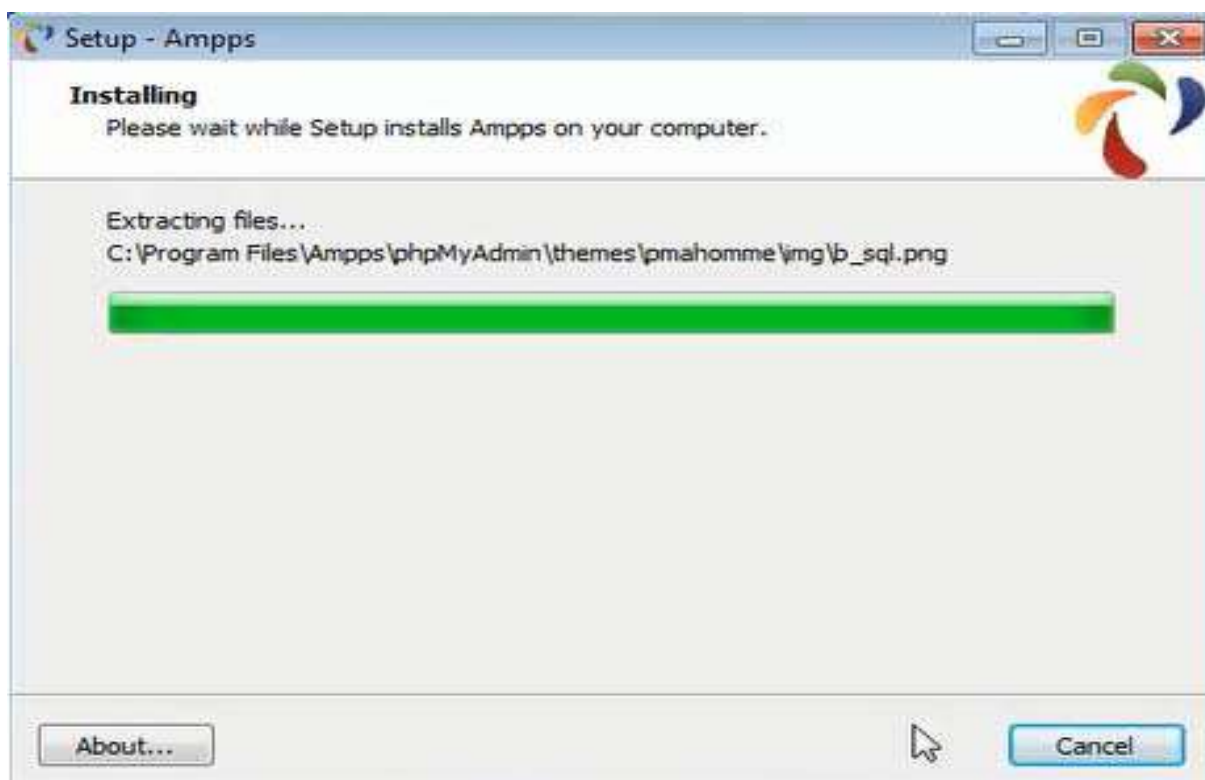 Setup - Ampps
Installing
Please wait while Setup installs Ampps on your computer.
Extracting files...
C:\Program Files\Ampps\phpMyAdmin\themes\pmahomme\img\b_sql.png
About...
Cancel